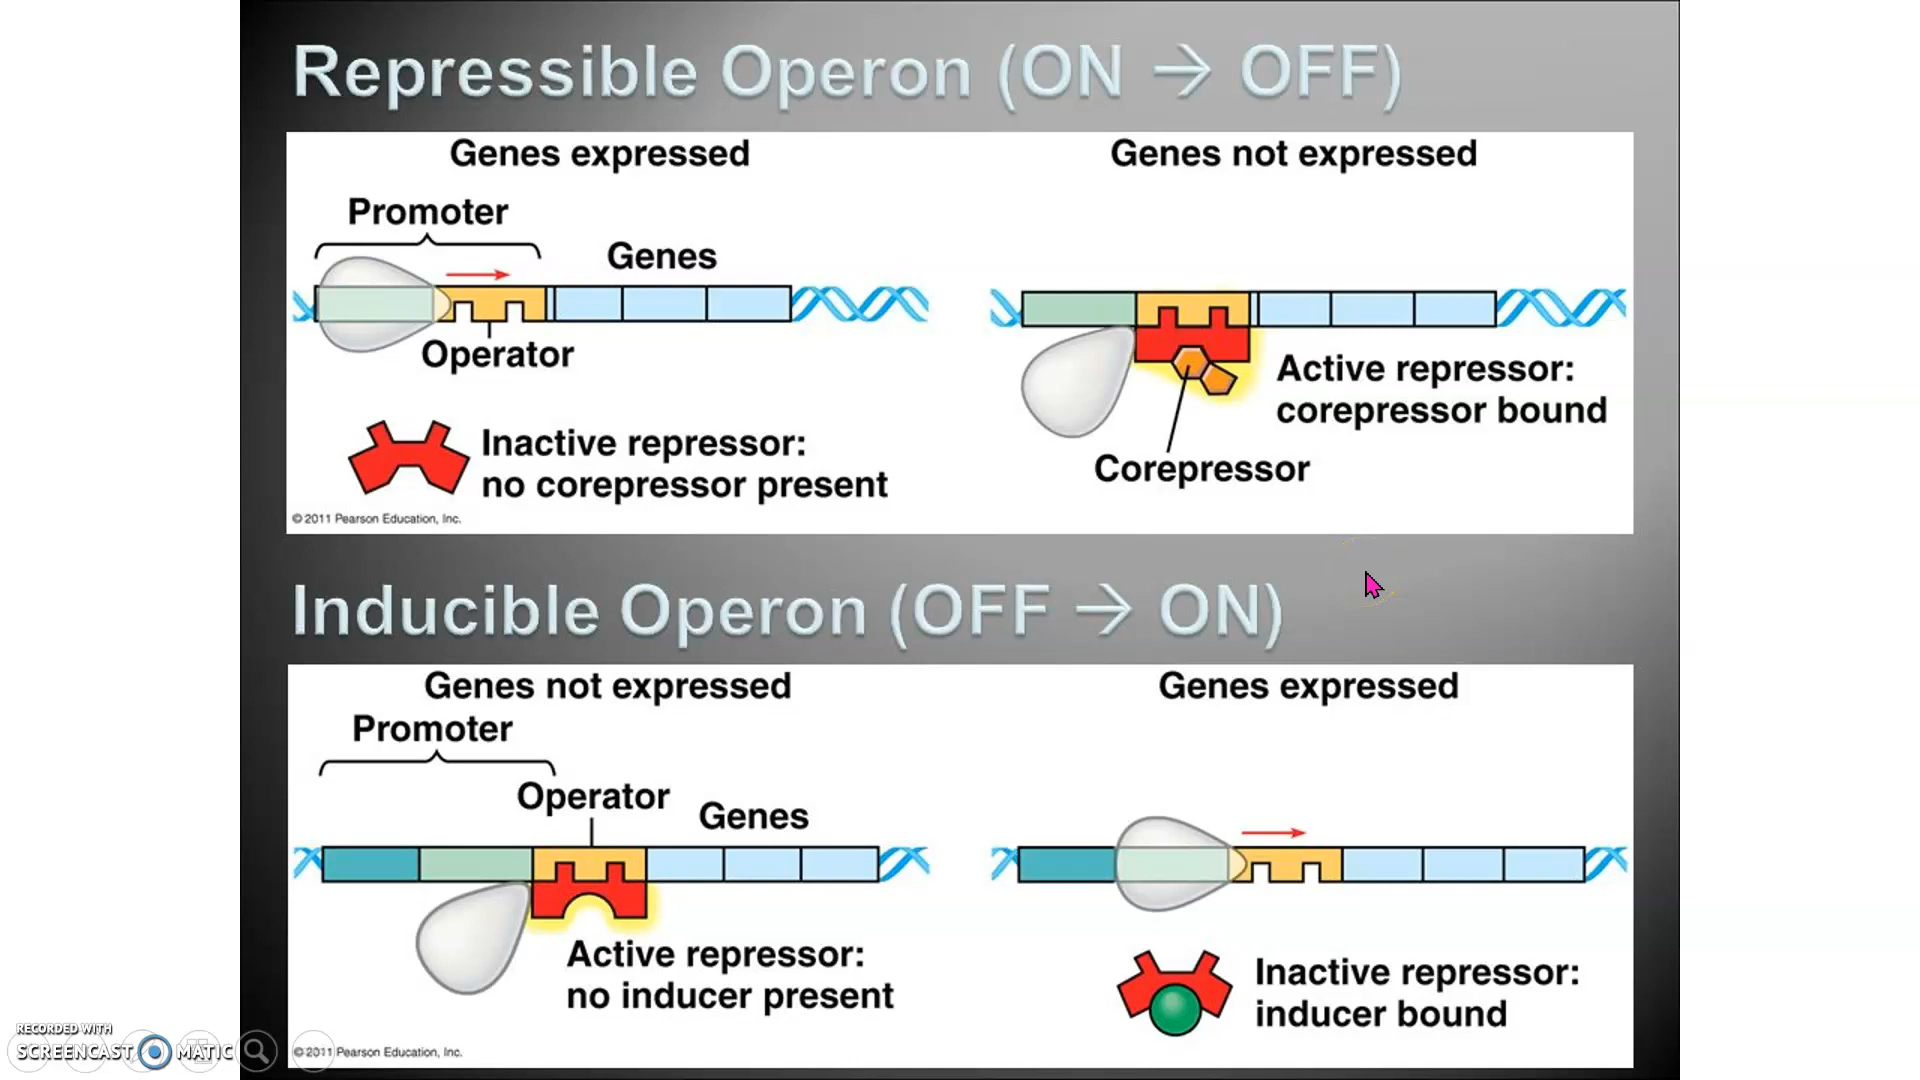 Repressible Operon (ON → OFF)
Genes expressed
Genes not expressed
Promoter
Genes
Operator
Inactive repressor:
no corepressor present
Active repressor:
corepressor bound
Corepressor
© 2011 Pearson Education, Inc.
Inducible Operon (OFF → ON)
Genes not expressed
Genes expressed
Promoter
Operator
Genes
Active repressor:
no inducer present
Inactive repressor:
inducer bound
© 2011 Pearson Education, Inc.
RECORDED WITH
SCREENCAST MATIC